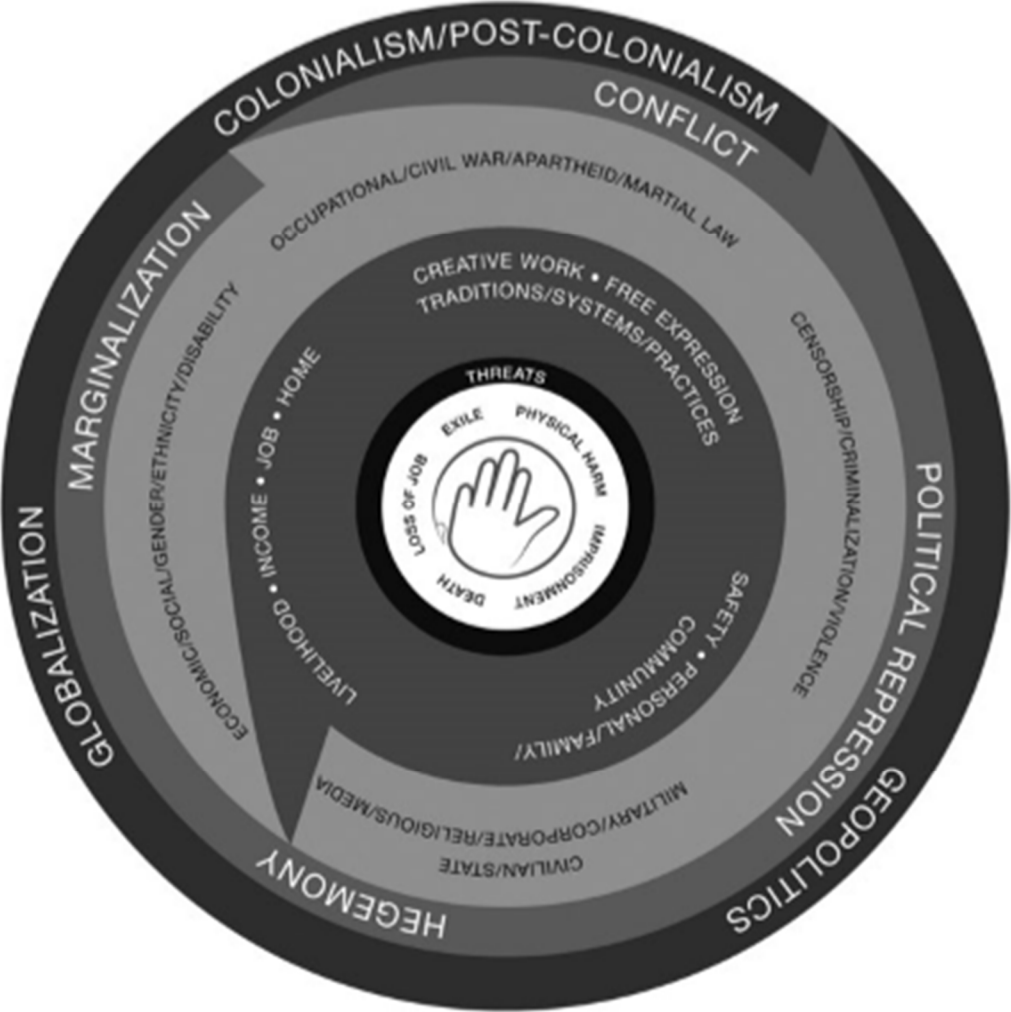 COLONIALISM/POST-COLONIALISM
GEOPOLITICS
GLOBALIZATION
CONFLICT
POLITICAL REPRESSION
HEGEMONY
MARGINALIZATION
OCCUPATIONAL/CIVIL WAR/APARTHEID/MARTIAL LAW
CENSORSHIP/CRIMINALIZATION/VIOLENCE
MILITARY/CORPORATE/RELIGIOUS/MEDIA
CIVILIAN/STATE
ECONOMIC/SOCIAL/GENDER/ETHNICITY/DISABILITY
CREATIVE WORK • FREE EXPRESSION
TRADITIONS/SYSTEMS/PRACTICES
SAFETY • PERSONAL/FAMILY/
COMMUNITY
LIVELIHOOD • INCOME • JOB • HOME
THREATS
PHYSICAL HARM
IMPRISONMENT
DEATH
LOSS OF JOB
EXILE